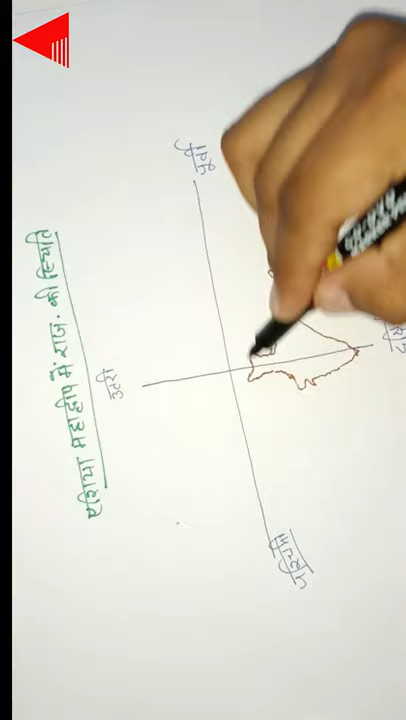 एशिया महाद्वीप में राज. की स्थिति
उत्तरी
पूर्वी
पश्चिमी